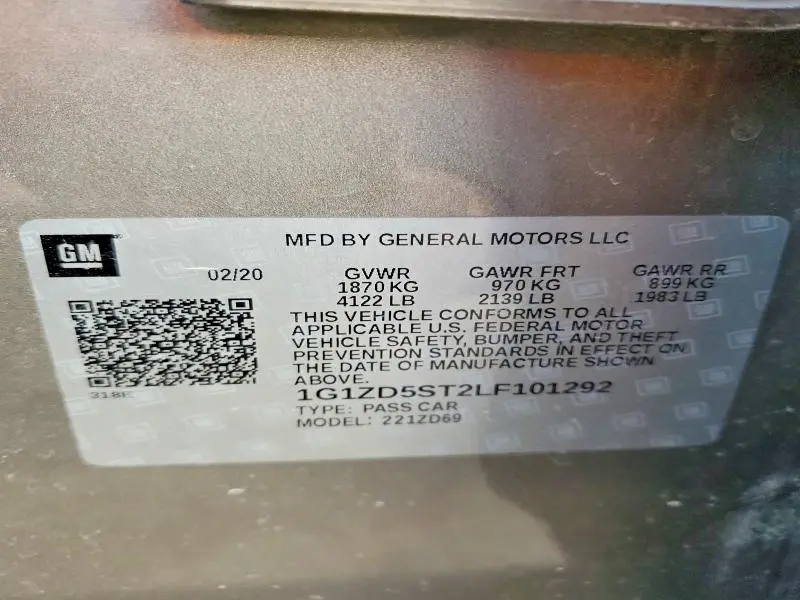 GM
MFD BY GENERAL MOTORS LLC
02/20 GVWR GAWR FRT GAWR RR
1870 KG 970 KG 899 KG
4122 LB 2139 LB 1983 LB
THIS VEHICLE CONFORMS TO ALL
APPLICABLE U.S. FEDERAL MOTOR
VEHICLE SAFETY, BUMPER, AND THEFT
PREVENTION STANDARDS IN EFFECT ON
THE DATE OF MANUFACTURE SHOWN
ABOVE.
318E
1G1ZD5ST2LF101292
TYPE: PASS CAR
MODEL: 221ZD69